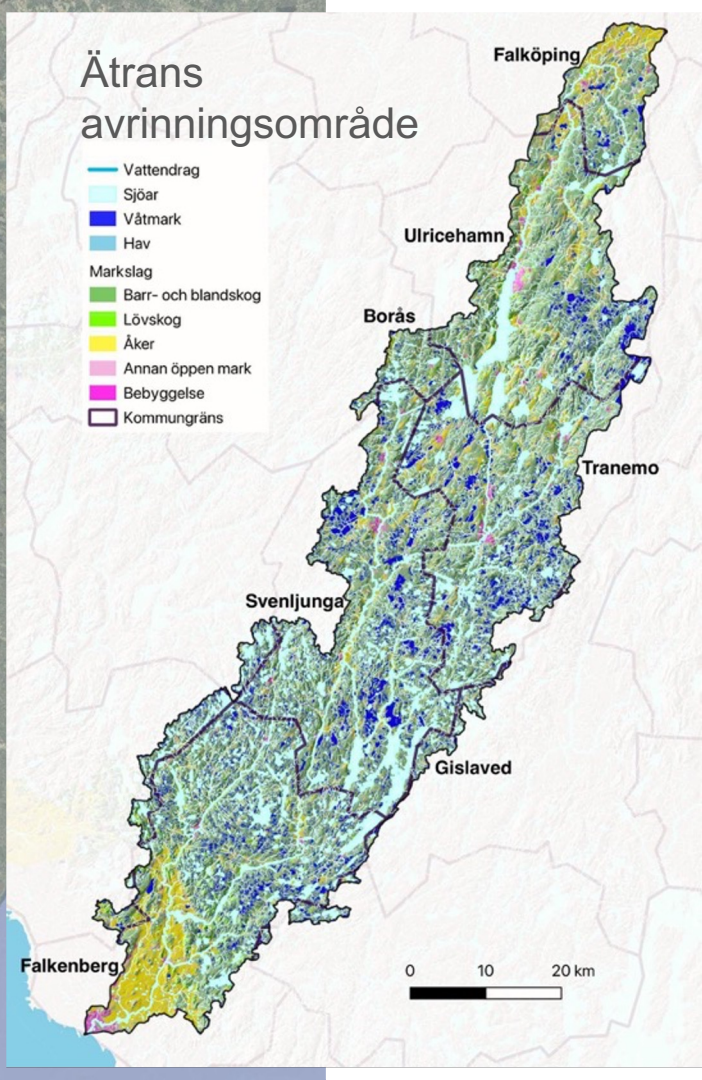 Ätrans
avrinningsområde
Vattendrag
Sjöar
Våtmark
Hav
Markslag
Barr- och blandskog
Lövskog
Åker
Annan öppen mark
Bebyggelse
Kommungräns
Falköping
Ulricehamn
Borås
Tranemo
Svenljunga
Gislaved
Falkenberg
0 10 20 km